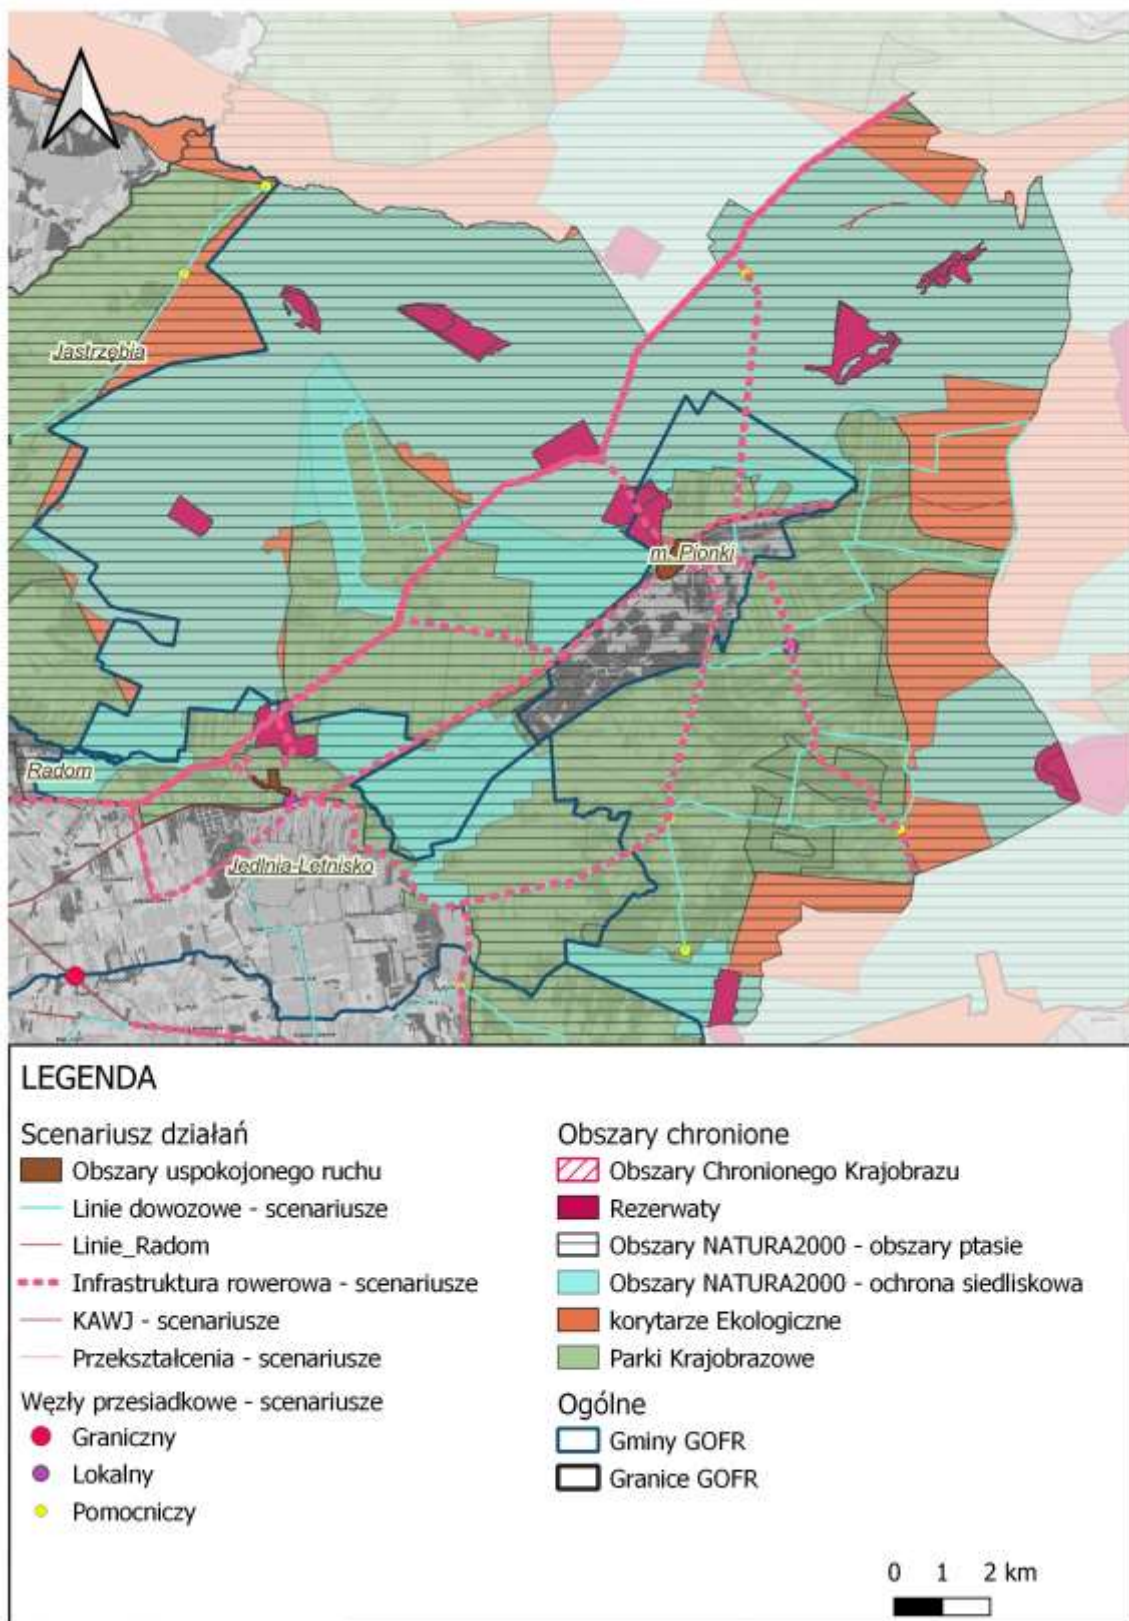 Jastrzębia
m. Pionki
Radom
Jedlnia-Letnisko
LEGENDA
Scenariusz działań
Obszary uspokojonego ruchu
Linie dowozowe - scenariusze
Linie_Radom
Infrastruktura rowerowa - scenariusze
KAWJ - scenariusze
Przekształcenia - scenariusze
Węzły przesiadkowe - scenariusze
Graniczny
Lokalny
Pomocniczy
Obszary chronione
Obszary Chronionego Krajobrazu
Rezerwaty
Obszary NATURA2000 - obszary ptasie
Obszary NATURA2000 - ochrona siedliskowa
korytarze Ekologiczne
Parki Krajobrazowe
Ogólne
Gminy GOFR
Granice GOFR
0 1 2 km